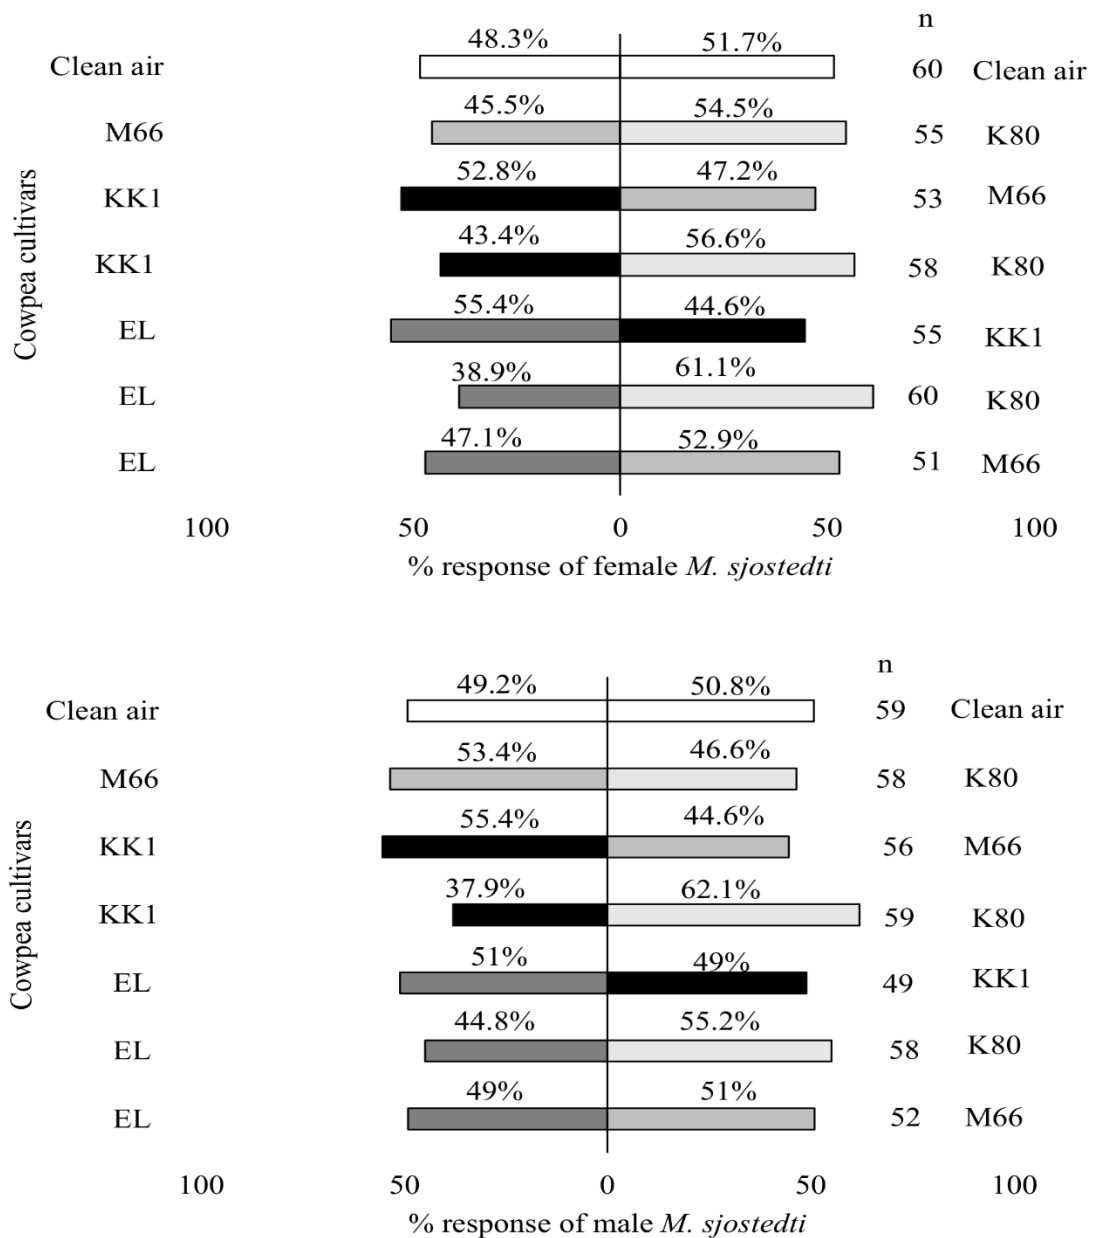 n
48.3% 51.7%
Clean air 60 Clean air
45.5% 54.5%
M66 55 K80
52.8% 47.2%
KK1 53 M66
43.4% 56.6%
KK1 58 K80
55.4% 44.6%
EL 55 KK1
38.9% 61.1%
EL 60 K80
47.1% 52.9%
EL 51 M66
Cowpea cultivars
100 50 0 50 100
% response of female M. sjostedti
n
49.2% 50.8%
Clean air 59 Clean air
53.4% 46.6%
M66 58 K80
55.4% 44.6%
KK1 56 M66
37.9% 62.1%
KK1 59 K80
51% 49%
EL 49 KK1
44.8% 55.2%
EL 58 K80
49% 51%
EL 52 M66
Cowpea cultivars
100 50 0 50 100
% response of male M. sjostedti